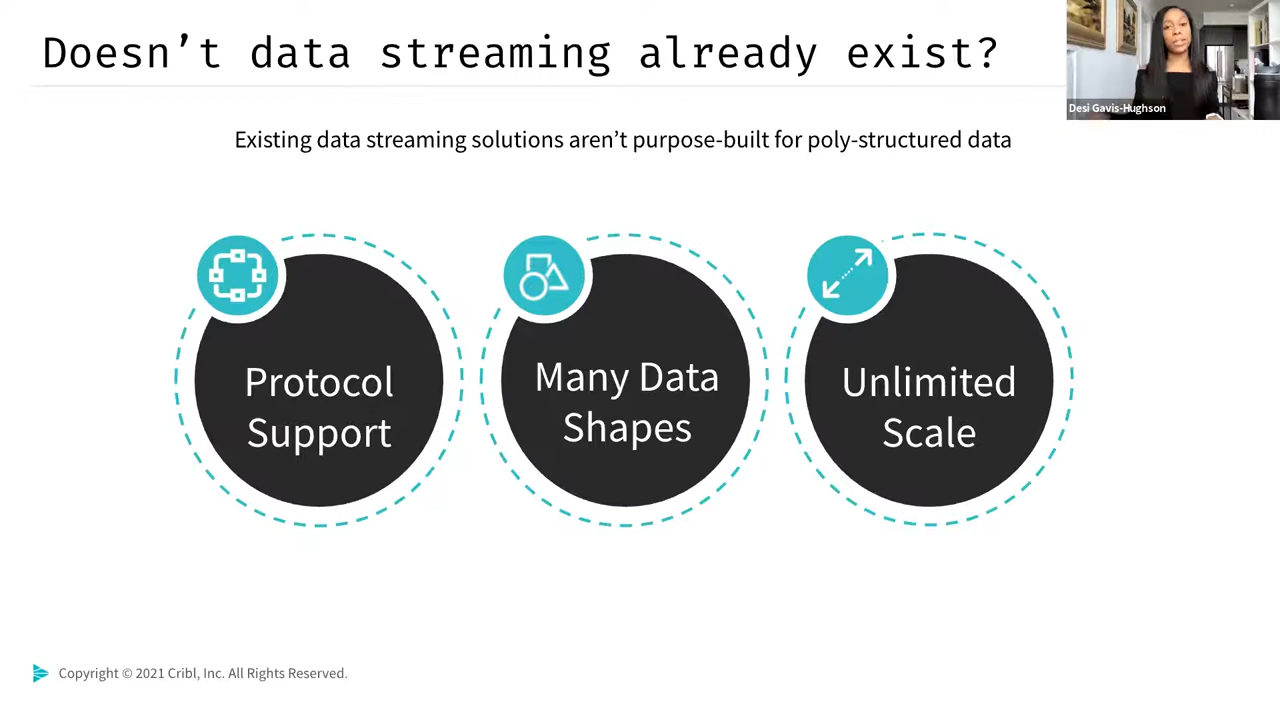 Doesn’t data streaming already exist?
Desi Gavis-Hughson
Existing data streaming solutions aren’t purpose-built for poly-structured data
Protocol
Support
Many Data
Shapes
Unlimited
Scale
Copyright © 2021 Cribl, Inc. All Rights Reserved.